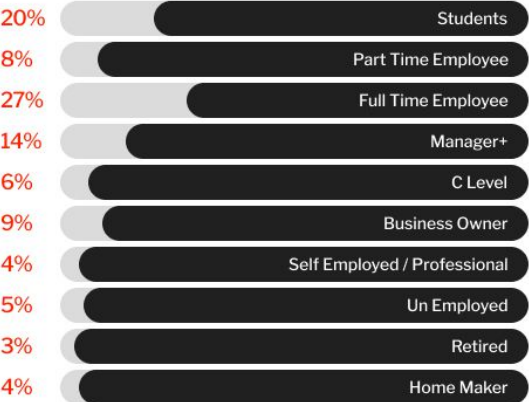 20% Students
8% Part Time Employee
27% Full Time Employee
14% Manager+
6% C Level
9% Business Owner
4% Self Employed / Professional
5% Un Employed
3% Retired
4% Home Maker